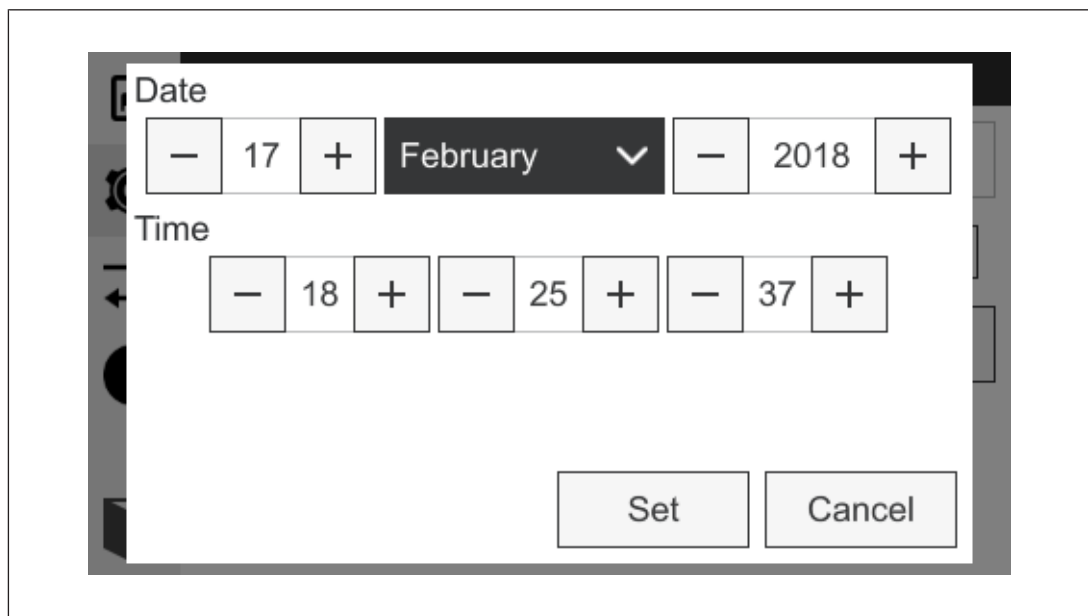 Date
− 17 + February − 2018 +
Time
− 18 + − 25 + − 37 +
Set Cancel